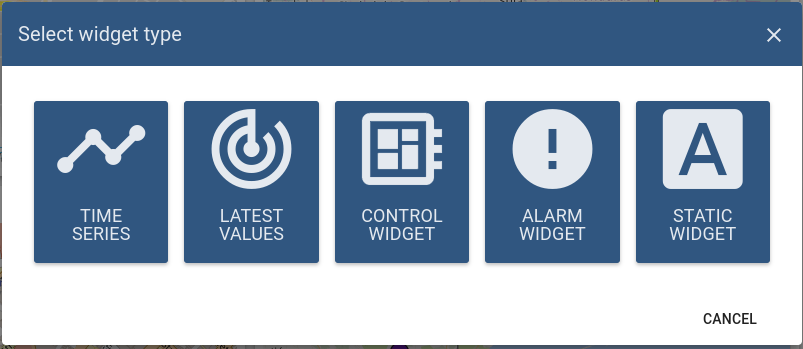 Select widget type
TIME
SERIES
LATEST
VALUES
CONTROL
WIDGET
ALARM
WIDGET
A
STATIC
WIDGET
CANCEL